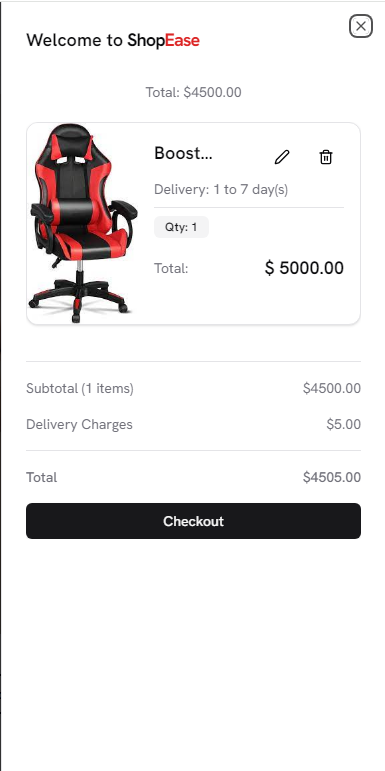 Welcome to ShopEase
Total: $4500.00
Boost...
Delivery: 1 to 7 day(s)
Qty: 1
Total: $ 5000.00
Subtotal (1 items) $4500.00
Delivery Charges $5.00
Total $4505.00
Checkout